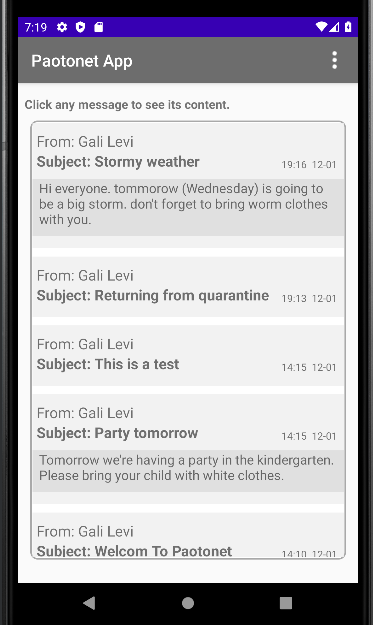 7:19
Paotonet App
Click any message to see its content.
From: Gali Levi
Subject: Stormy weather
19:16 12-01
Hi everyone. tommorow (Wednesday) is going to
be a big storm. don't forget to bring worm clothes
with you.
From: Gali Levi
Subject: Returning from quarantine
19:13 12-01
From: Gali Levi
Subject: This is a test
14:15 12-01
From: Gali Levi
Subject: Party tomorrow
14:15 12-01
Tomorrow we're having a party in the kindergarten.
Please bring your child with white clothes.
From: Gali Levi
Subject: Welcom To Paotonet
14:10 12-01